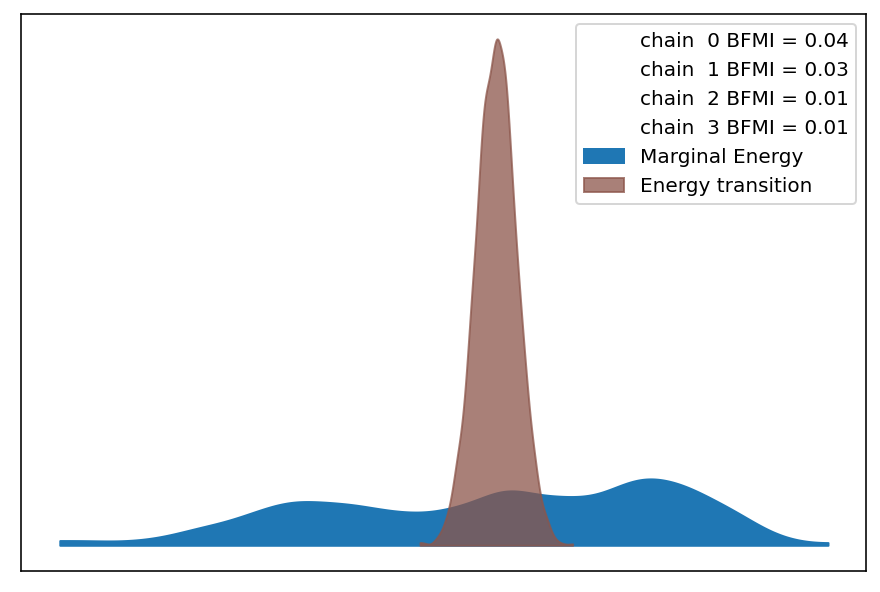 chain  0 BFMI = 0.04
chain  1 BFMI = 0.03
chain  2 BFMI = 0.01
chain  3 BFMI = 0.01
Marginal Energy
Energy transition